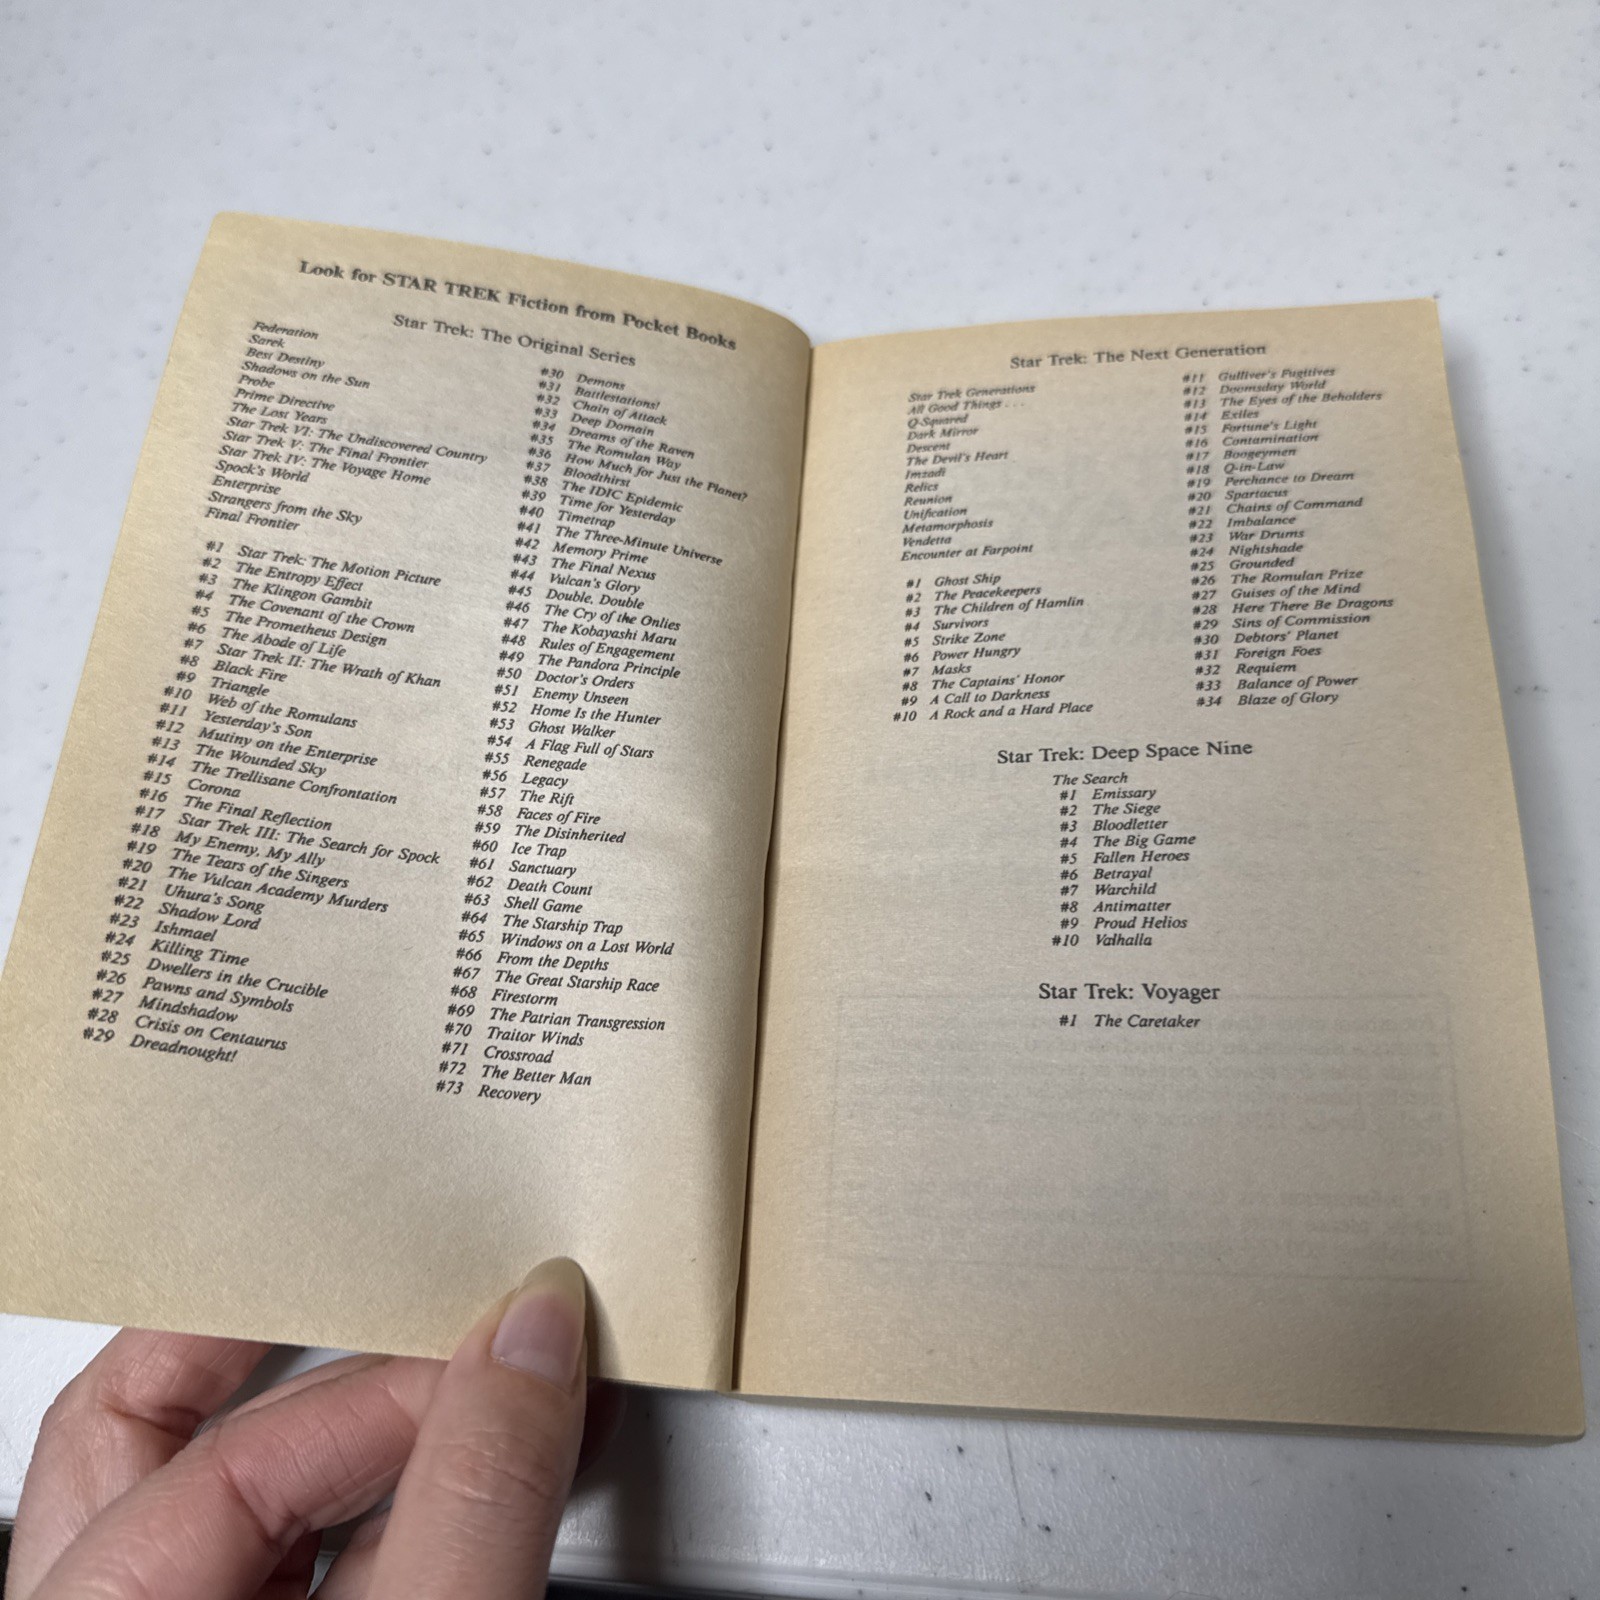 Look for STAR TREK Fiction from Pocket Books
Star Trek: The Original Series
Federation
Sarek
Best Destiny
Shadows on the Sun
Probe
Prime Directive
The Lost Years
Star Trek VI: The Undiscovered Country
Star Trek V: The Final Frontier
Star Trek IV: The Voyage Home
Spock's World
Enterprise
Strangers from the Sky
Final Frontier
#1 Star Trek: The Motion Picture
#2 The Entropy Effect
#3 The Klingon Gambit
#4 The Covenant of the Crown
#5 The Prometheus Design
#6 The Abode of Life
#7 Star Trek II: The Wrath of Khan
#8 Black Fire
#9 Triangle
#10 Web of the Romulans
#11 Yesterday's Son
#12 Mutiny on the Enterprise
#13 The Wounded Sky
#14 The Trellisane Confrontation
#15 Corona
#16 The Final Reflection
#17 Star Trek III: The Search for Spock
#18 My Enemy, My Ally
#19 The Tears of the Singers
#20 The Vulcan Academy Murders
#21 Uhura's Song
#22 Shadow Lord
#23 Ishmael
#24 Killing Time
#25 Dwellers in the Crucible
#26 Pawns and Symbols
#27 Mindshadow
#28 Crisis on Centaurus
#29 Dreadnought!
#30 Demons
#31 Battlestations!
#32 Chain of Attack
#33 Deep Domain
#34 Dreams of the Raven
#35 The Romulan Way
#36 How Much for Just the Planet?
#37 Bloodthirst
#38 The IDIC Epidemic
#39 Time for Yesterday
#40 Timetrap
#41 The Three-Minute Universe
#42 Memory Prime
#43 The Final Nexus
#44 Vulcan's Glory
#45 Double, Double
#46 The Cry of the Onlies
#47 The Kobayashi Maru
#48 Rules of Engagement
#49 The Pandora Principle
#50 Doctor's Orders
#51 Enemy Unseen
#52 Home Is the Hunter
#53 Ghost Walker
#54 A Flag Full of Stars
#55 Renegade
#56 Legacy
#57 The Rift
#58 Faces of Fire
#59 The Disinherited
#60 Ice Trap
#61 Sanctuary
#62 Death Count
#63 Shell Game
#64 The Starship Trap
#65 Windows on a Lost World
#66 From the Depths
#67 The Great Starship Race
#68 Firestorm
#69 The Patrian Transgression
#70 Traitor Winds
#71 Crossroad
#72 The Better Man
#73 Recovery
Star Trek: The Next Generation
Star Trek Generations
All Good Things . . .
Q-Squared
Dark Mirror
Descent
The Devil's Heart
Imzadi
Relics
Reunion
Unification
Metamorphosis
Vendetta
Encounter at Farpoint
#1 Ghost Ship
#2 The Peacekeepers
#3 The Children of Hamlin
#4 Survivors
#5 Strike Zone
#6 Power Hungry
#7 Masks
#8 The Captains' Honor
#9 A Call to Darkness
#10 A Rock and a Hard Place
#11 Gulliver's Fugitives
#12 Doomsday World
#13 The Eyes of the Beholders
#14 Exiles
#15 Fortune's Light
#16 Contamination
#17 Boogeymen
#18 Q-in-Law
#19 Perchance to Dream
#20 Spartacus
#21 Chains of Command
#22 Imbalance
#23 War Drums
#24 Nightshade
#25 Grounded
#26 The Romulan Prize
#27 Guises of the Mind
#28 Here There Be Dragons
#29 Sins of Commission
#30 Debtors' Planet
#31 Foreign Foes
#32 Requiem
#33 Balance of Power
#34 Blaze of Glory
Star Trek: Deep Space Nine
The Search
#1 Emissary
#2 The Siege
#3 Bloodletter
#4 The Big Game
#5 Fallen Heroes
#6 Betrayal
#7 Warchild
#8 Antimatter
#9 Proud Helios
#10 Valhalla
Star Trek: Voyager
#1 The Caretaker